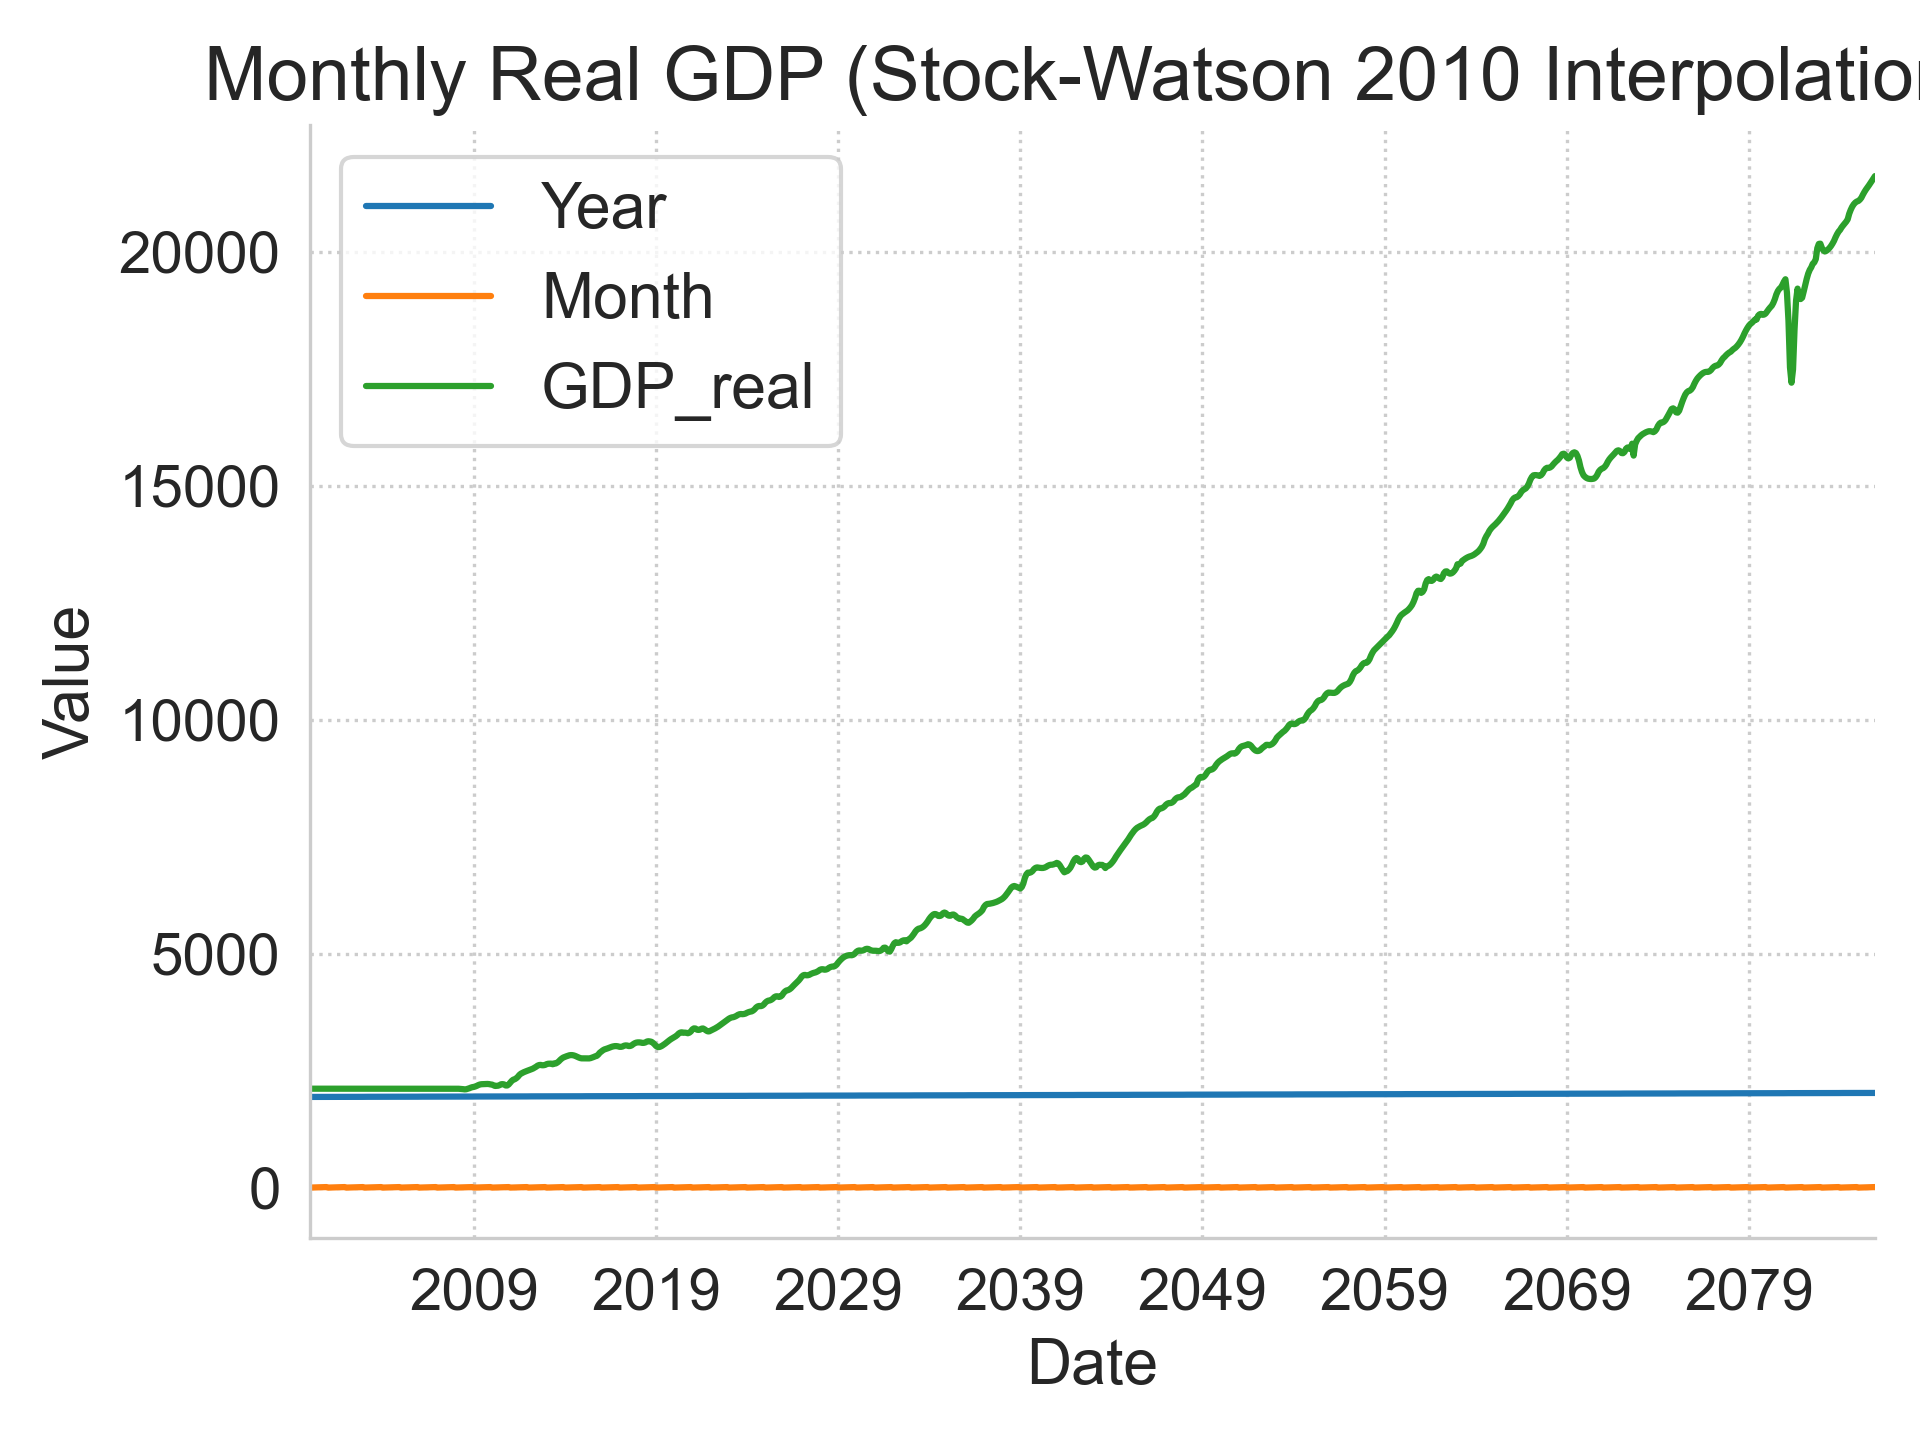 Monthly Real GDP (Stock-Watson 2010 Interpolation
Year
Month
GDP_real
20000
15000
10000
5000
0
Value
2009 2019 2029 2039 2049 2059 2069 2079
Date